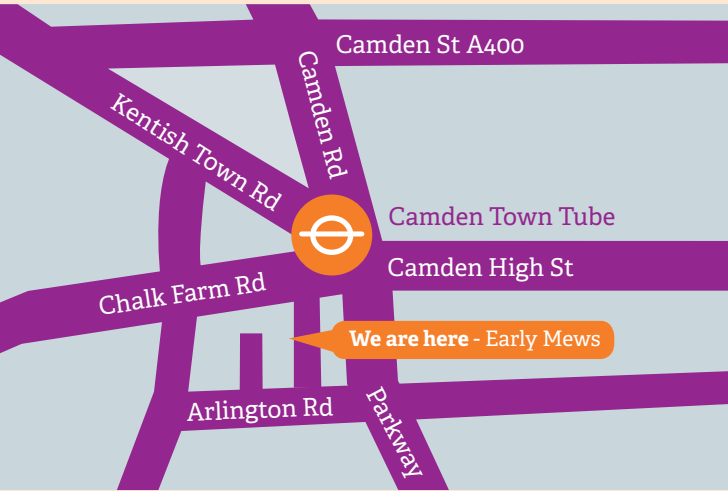 Camden St A400
Camden Rd
Kentish Town Rd
Camden Town Tube
Camden High St
Chalk Farm Rd
We are here - Early Mews
Arlington Rd
Parkway